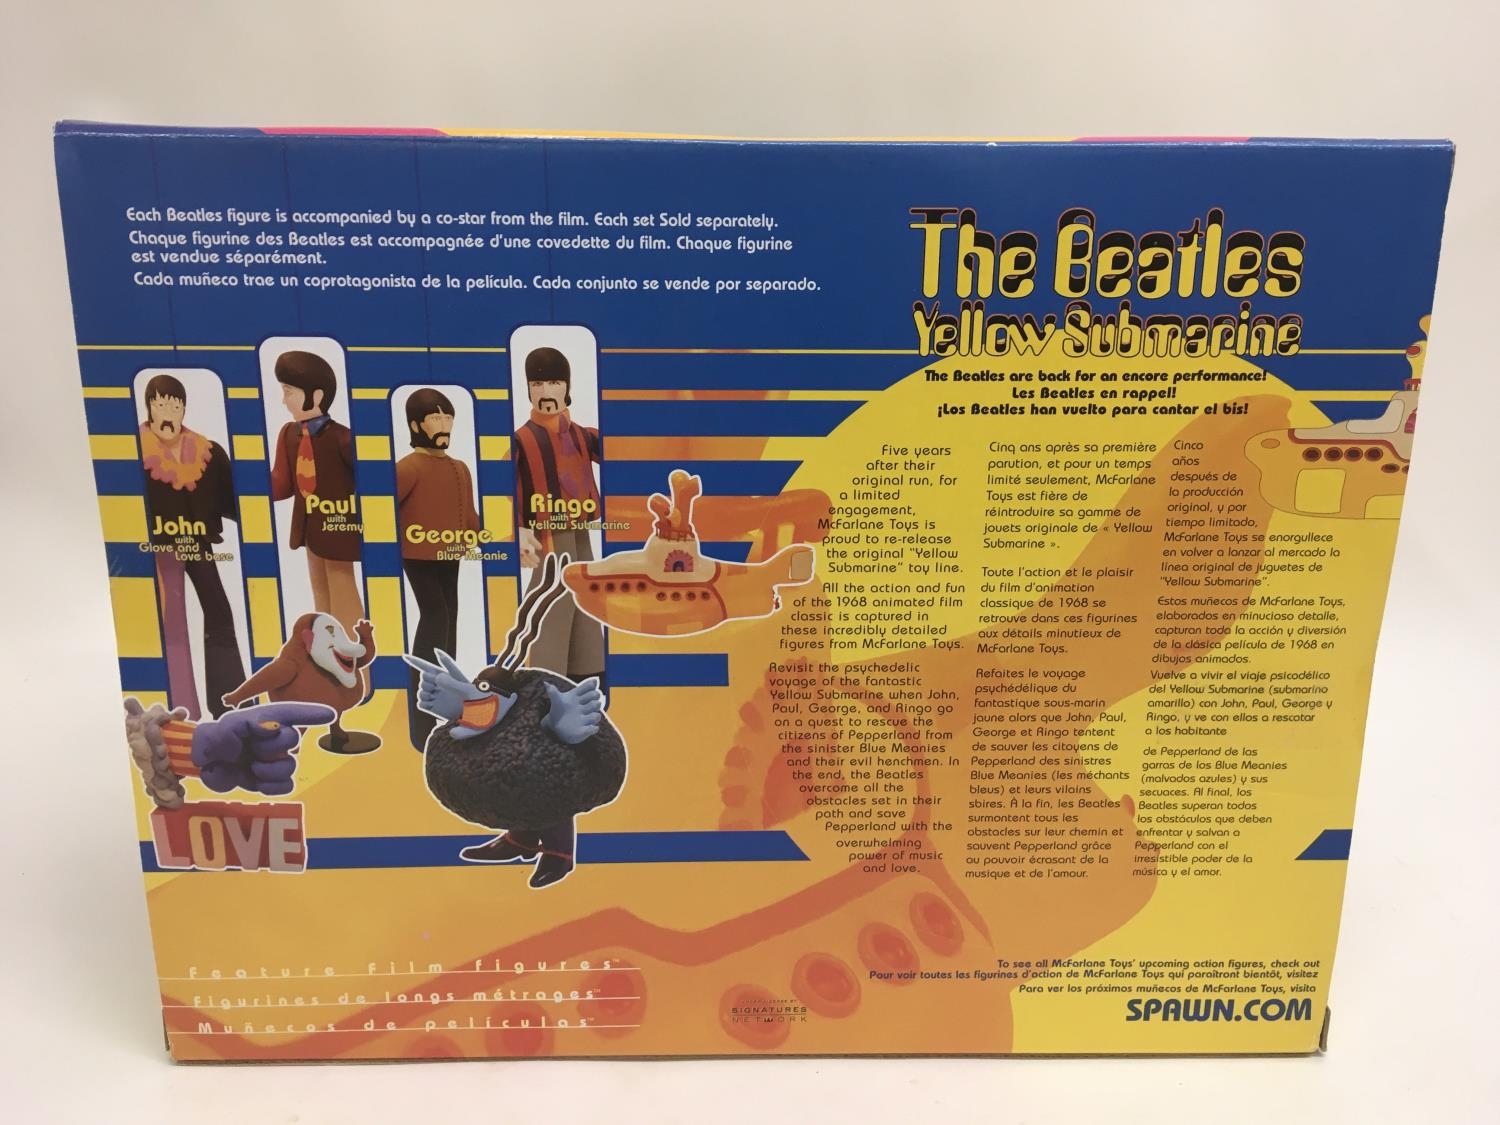 Each Beatles figure is accompanied by a co-star from the film. Each set Sold separately.
Chaque figurine des Beatles est accompagnée d'une covedette du film. Chaque figurine
est vendue séparément.
Cada muñeco trae un coprotagonista de la película. Cada conjunto se vende por separado.
The Beatles
Yellow Submarine
The Beatles are back for an encore performance!
Les Beatles en rappel!
¡Los Beatles han vuelto para cantar el bis!
John
with
Glove and
Love base
Paul
with
Jeremy
George
with
Blue Meanie
Ringo
with
Yellow Submarine
LOVE
Five years
after their
original run, for
a limited
engagement,
McFarlane Toys is
proud to re-release
the original "Yellow
Submarine" toy line.
All the action and fun
of the 1968 animated film
classic is captured in
these incredibly detailed
figures from McFarlane Toys.
Revisit the psychedelic
voyage of the fantastic
Yellow Submarine when John,
Paul, George, and Ringo go
on a quest to rescue the
citizens of Pepperland from
the sinister Blue Meanies
and their evil henchmen. In
the end, the Beatles
overcome all the
obstacles set in their
path and save
Pepperland with the
overwhelming
power of music
and love.
Cinq ans après sa première
parution, et pour un temps
limité seulement, McFarlane
Toys est fière de
réintroduire sa gamme de
jouets originale de « Yellow
Submarine ».
Toute l'action et le plaisir
du film d'animation
classique de 1968 se
retrouve dans ces figurines
aux détails minutieux de
McFarlane Toys.
Refaites le voyage
psychédélique du
fantastique sous-marin
jaune alors que John, Paul,
George et Ringo tentent
de sauver les citoyens de
Pepperland des sinistres
Blue Meanies (les méchants
bleus) et leurs vilains
sbires. À la fin, les Beatles
surmontent tous les
obstacles sur leur chemin et
sauvent Pepperland grâce
au pouvoir écrasant de la
musique et de l'amour.
Cinco
años
después de
la producción
original, y por
tiempo limitado,
McFarlane Toys se enorgullece
en volver a lanzar al mercado la
línea original de juguetes de
"Yellow Submarine".
Estos muñecos de McFarlane Toys,
elaborados en minucioso detalle,
capturan toda la acción y diversión
de la clásica película de 1968 en
dibujos animados.
Vuelve a vivir el viaje psicodélico
del Yellow Submarine (submarino
amarillo) con John, Paul, George y
Ringo, y ve con ellos a rescatar
a los habitante
de Pepperland de las
garras de los Blue Meanies
(malvados azules) y sus
secuaces. Al final, los
Beatles superan todos
los obstáculos que deben
enfrentar y salvan a
Pepperland con el
irresistible poder de la
música y el amor.
Feature Film Figures™
Figurines de longs métrages™
Muñecos de películas™
UNDER LICENSE BY
SIGNATURES
NETWORK
To see all McFarlane Toys' upcoming action figures, check out
Pour voir toutes les figurines d'action de McFarlane Toys qui paraîtront bientôt, visitez
Para ver los próximos muñecos de McFarlane Toys, visita
SPAWN.COM